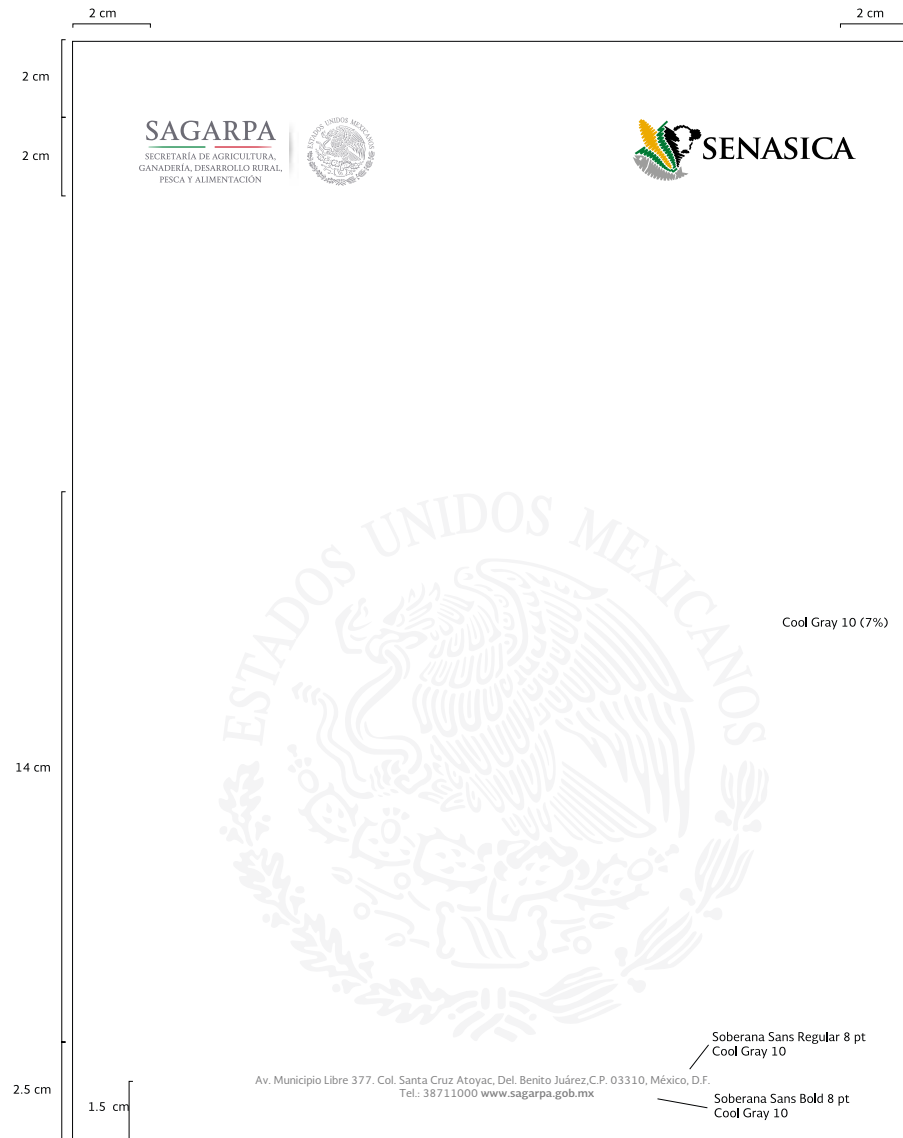 2 cm
2 cm
2 cm
2 cm
SAGARPA
SECRETARÍA DE AGRICULTURA,
GANADERÍA, DESARROLLO RURAL,
PESCA Y ALIMENTACIÓN
ESTADOS UNIDOS MEXICANOS
SENASICA
ESTADOS UNIDOS MEXICANOS
Cool Gray 10 (7%)
14 cm
Soberana Sans Regular 8 pt
Cool Gray 10
2.5 cm
1.5 cm
Av. Municipio Libre 377. Col. Santa Cruz Atoyac, Del. Benito Juárez,C.P. 03310, México, D.F.
Tel.: 38711000 www.sagarpa.gob.mx
Soberana Sans Bold 8 pt
Cool Gray 10